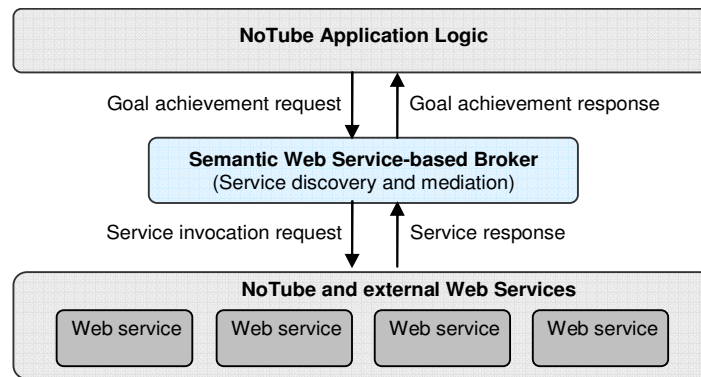 NoTube Application Logic
Goal achievement request
Goal achievement response
Semantic Web Service-based Broker
(Service discovery and mediation)
Service invocation request
Service response
NoTube and external Web Services
Web service
Web service
Web service
Web service